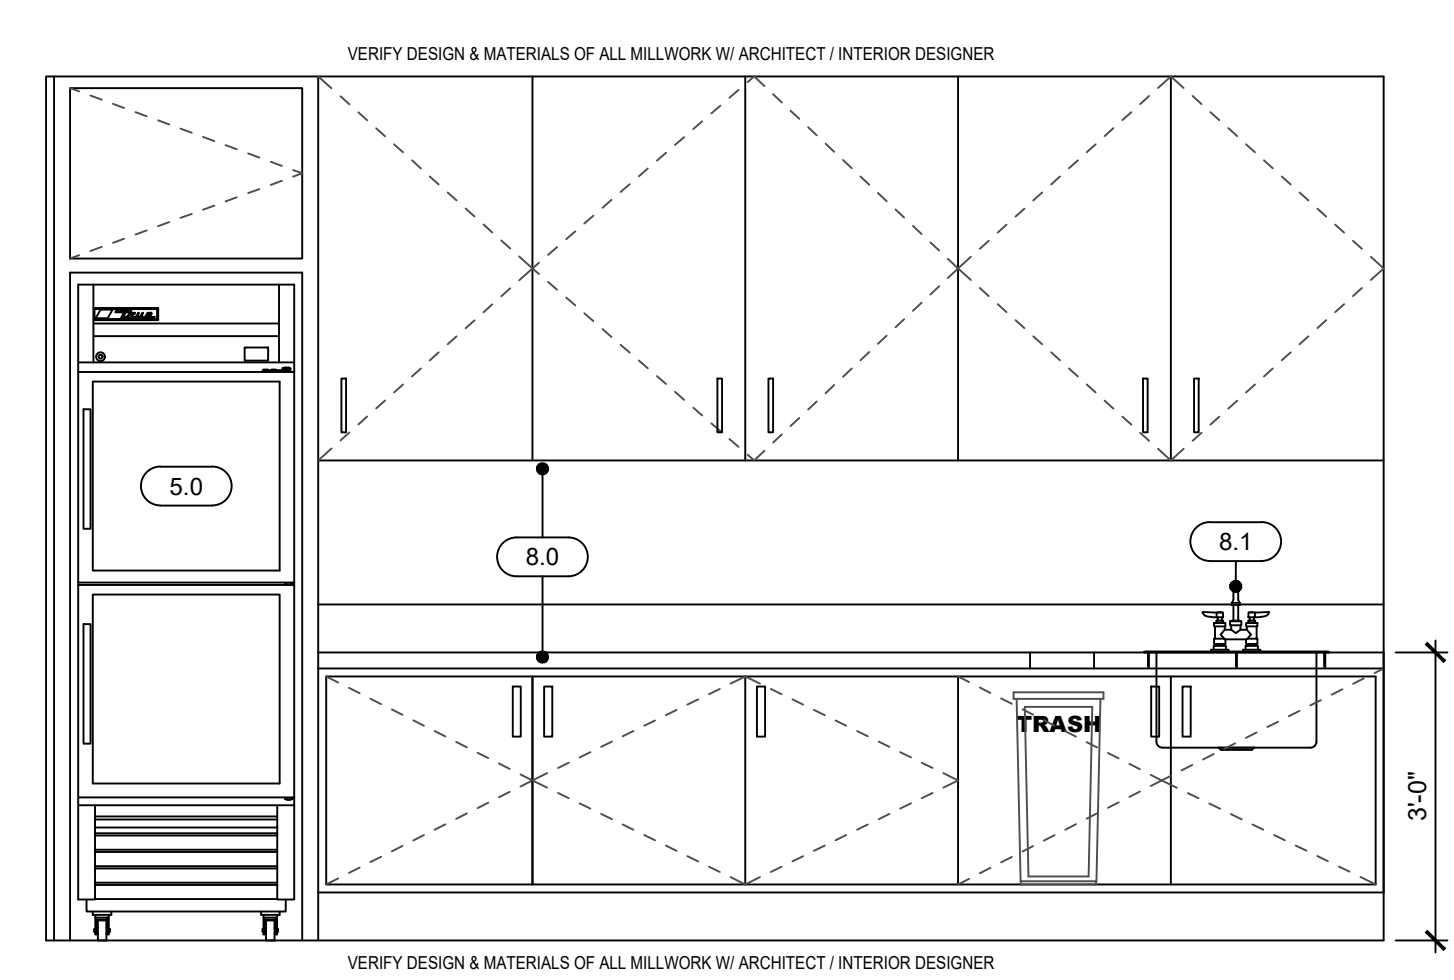 VERIFY DESIGN & MATERIALS OF ALL MILLWORK W/ ARCHITECT / INTERIOR DESIGNER
True
5.0
8.0
8.1
TRASH
3'-0"
VERIFY DESIGN & MATERIALS OF ALL MILLWORK W/ ARCHITECT / INTERIOR DESIGNER